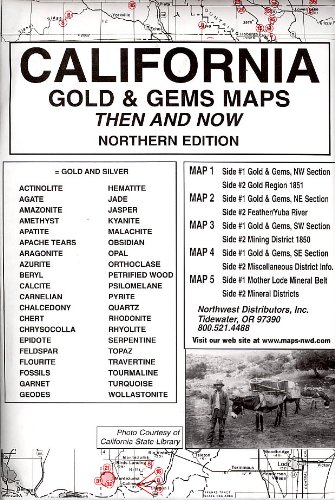 CALIFORNIA
GOLD & GEMS MAPS
THEN AND NOW
NORTHERN EDITION
= GOLD AND SILVER
ACTINOLITE
AGATE
AMAZONITE
AMETHYST
APATITE
APACHE TEARS
ARAGONITE
AZURITE
BERYL
CALCITE
CARNELIAN
CHALCEDONY
CHERT
CHRYSOCOLLA
EPIDOTE
FELDSPAR
FLOURITE
FOSSILS
GARNET
GEODES
HEMATITE
JADE
JASPER
KYANITE
MALACHITE
OBSIDIAN
OPAL
ORTHOCLASE
PETRIFIED WOOD
PSILOMELANE
PYRITE
QUARTZ
RHODONITE
RHYOLITE
SERPENTINE
TOPAZ
TRAVERTINE
TOURMALINE
TURQUOISE
WOLLASTONITE
MAP 1 Side #1 Gold & Gems, NW Section
Side #2 Gold Region 1851
MAP 2 Side #1 Gold & Gems, NE Section
Side #2 Feather/Yuba River
MAP 3 Side #1 Gold & Gems, SW Section
Side #2 Mining District 1850
MAP 4 Side #1 Gold & Gems, SE Section
Side #2 Miscellaneous District Info.
MAP 5 Side #1 Mother Lode Mineral Belt
Side #2 Mineral Districts
Northwest Distributors, Inc.
Tidewater, OR 97390
800.521.4488
Visit our web site at www.maps-nwd.com
Photo Courtesy of
California State Library
Woodbridge
Lodi
Terminous